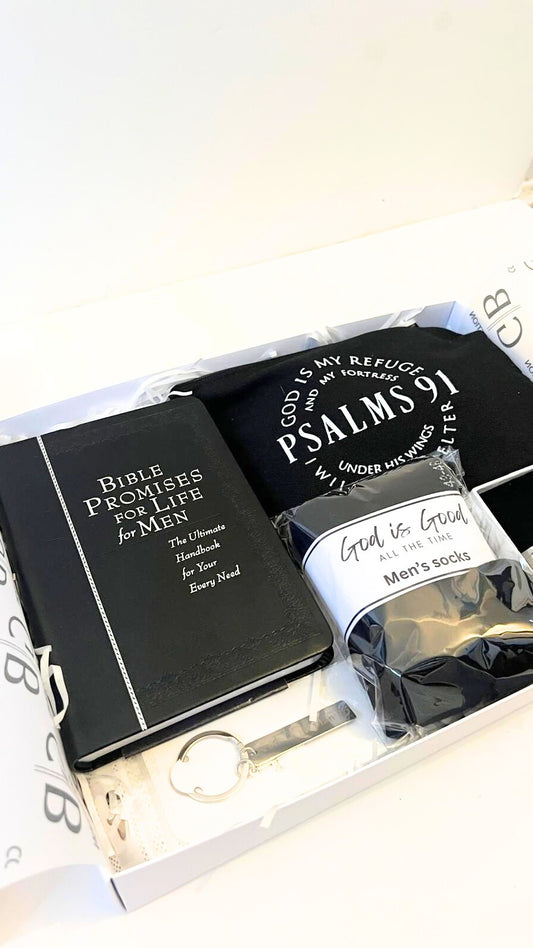 GOD IS MY REFUGE
AND MY FORTRESS
PSALMS 91
UNDER HIS WINGS
BIBLE
PROMISES
FOR LIFE
for MEN
The Ultimate
Handbook
for Your
Every Need
God is Good
ALL THE TIME
Men's socks
C B
C B
C B